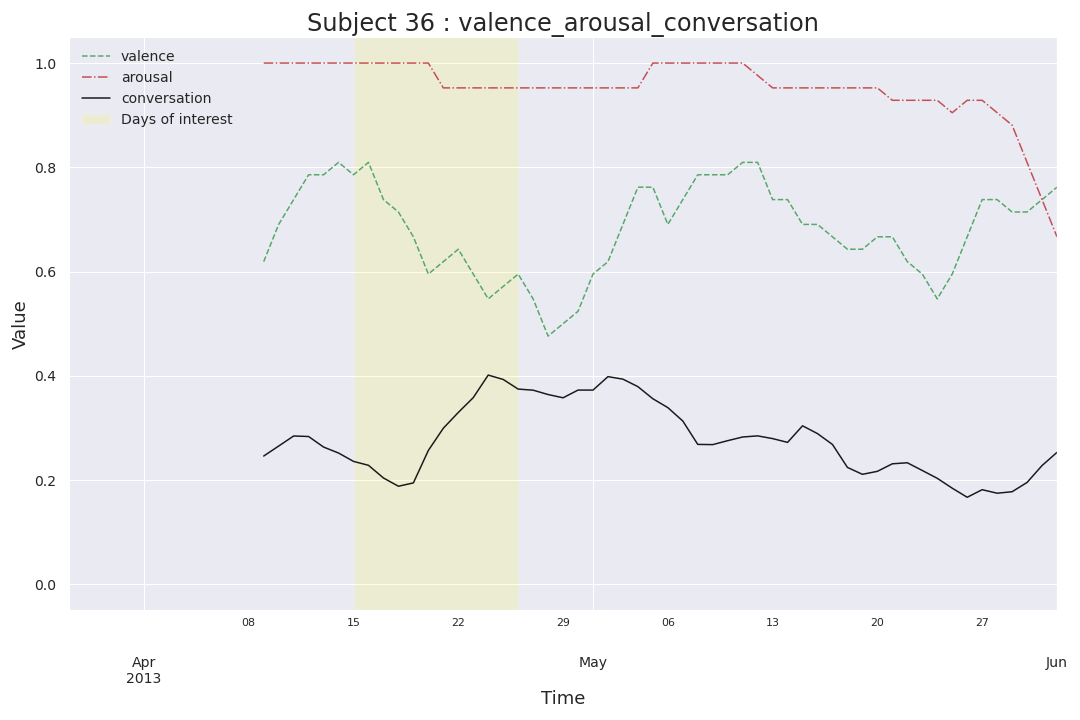 Subject 36 : valence_arousal_conversation
valence
arousal
conversation
Days of interest
1.0
0.8
0.6
0.4
0.2
0.0
Value
08 15 22 29 06 13 20 27
Apr May Jun
2013
Time